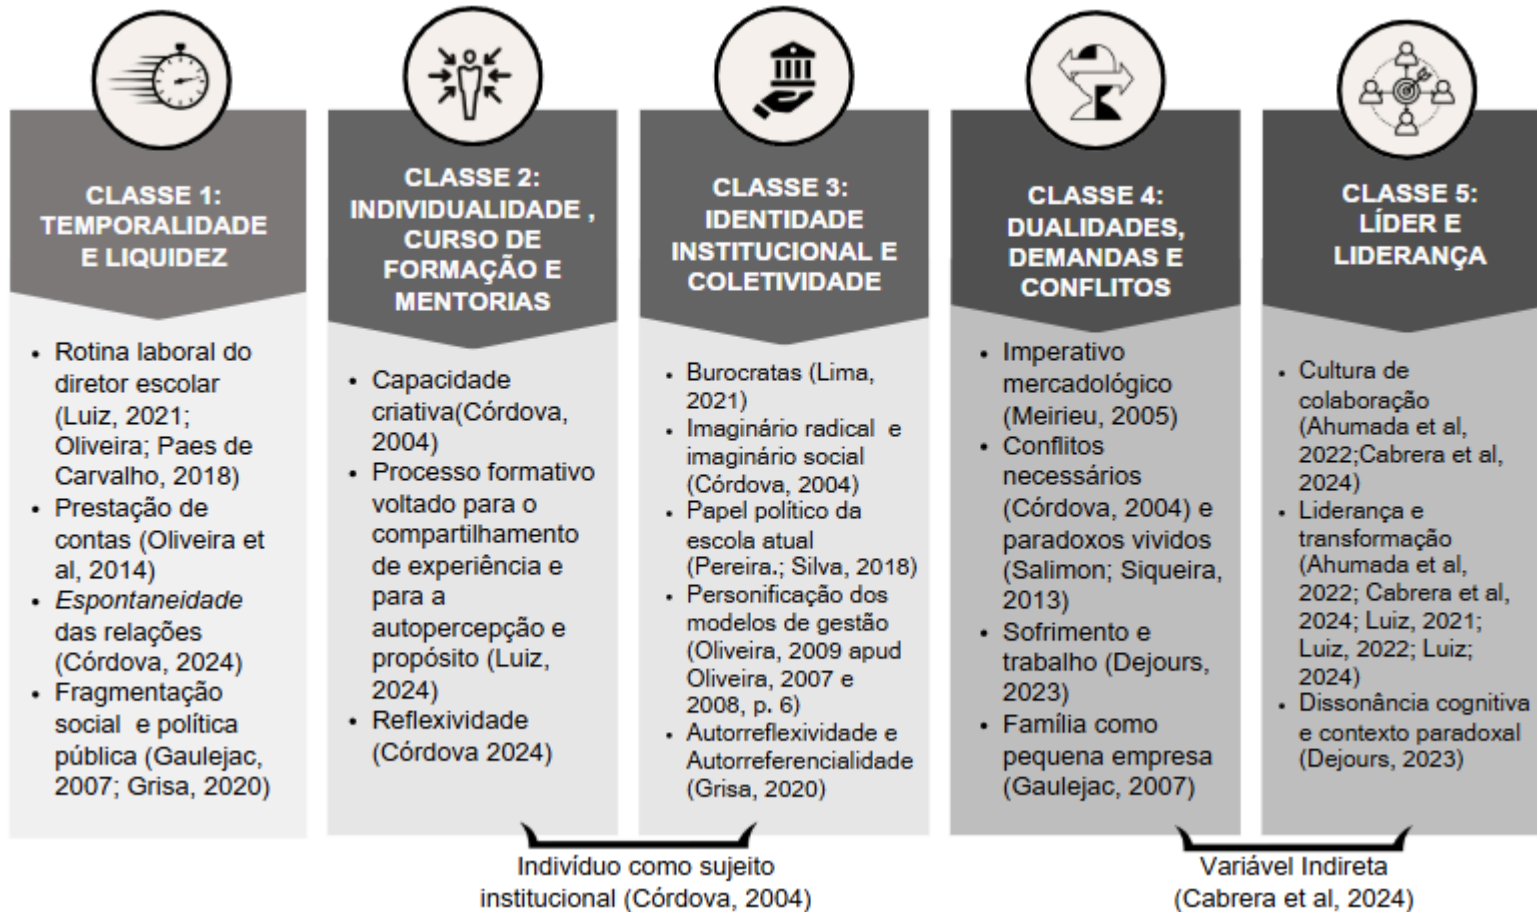 CLASSE 1:
TEMPORALIDADE
E LIQUIDEZ
• Rotina laboral do
diretor escolar
(Luiz, 2021;
Oliveira; Paes de
Carvalho, 2018)
• Prestação de
contas (Oliveira et
al, 2014)
• Espontaneidade
das relações
(Córdova, 2024)
• Fragmentação
social e política
pública (Gaulejac,
2007; Grisa, 2020)
CLASSE 2:
INDIVIDUALIDADE ,
CURSO DE
FORMAÇÃO E
MENTORIAS
• Capacidade
criativa(Córdova,
2004)
• Processo formativo
voltado para o
compartilhamento
de experiência e
para a
autopercepção e
propósito (Luiz,
2024)
• Reflexividade
(Córdova 2024)
CLASSE 3:
IDENTIDADE
INSTITUCIONAL E
COLETIVIDADE
• Burocratas (Lima,
2021)
• Imaginário radical e
imaginário social
(Córdova, 2004)
• Papel político da
escola atual
(Pereira.; Silva, 2018)
• Personificação dos
modelos de gestão
(Oliveira, 2009 apud
Oliveira, 2007 e
2008, p. 6)
• Autorreflexividade e
Autorreferencialidade
(Grisa, 2020)
CLASSE 4:
DUALIDADES,
DEMANDAS E
CONFLITOS
• Imperativo
mercadológico
(Meirieu, 2005)
• Conflitos
necessários
(Córdova, 2004) e
paradoxos vividos
(Salimon; Siqueira,
2013)
• Sofrimento e
trabalho (Dejours,
2023)
• Família como
pequena empresa
(Gaulejac, 2007)
CLASSE 5:
LÍDER E
LIDERANÇA
• Cultura de
colaboração
(Ahumada et al,
2022;Cabrera et al,
2024)
• Liderança e
transformação
(Ahumada et al,
2022; Cabrera et al,
2024; Luiz, 2021;
Luiz, 2022; Luiz;
2024)
• Dissonância cognitiva
e contexto paradoxal
(Dejours, 2023)
Indivíduo como sujeito
institucional (Córdova, 2004)
Variável Indireta
(Cabrera et al, 2024)